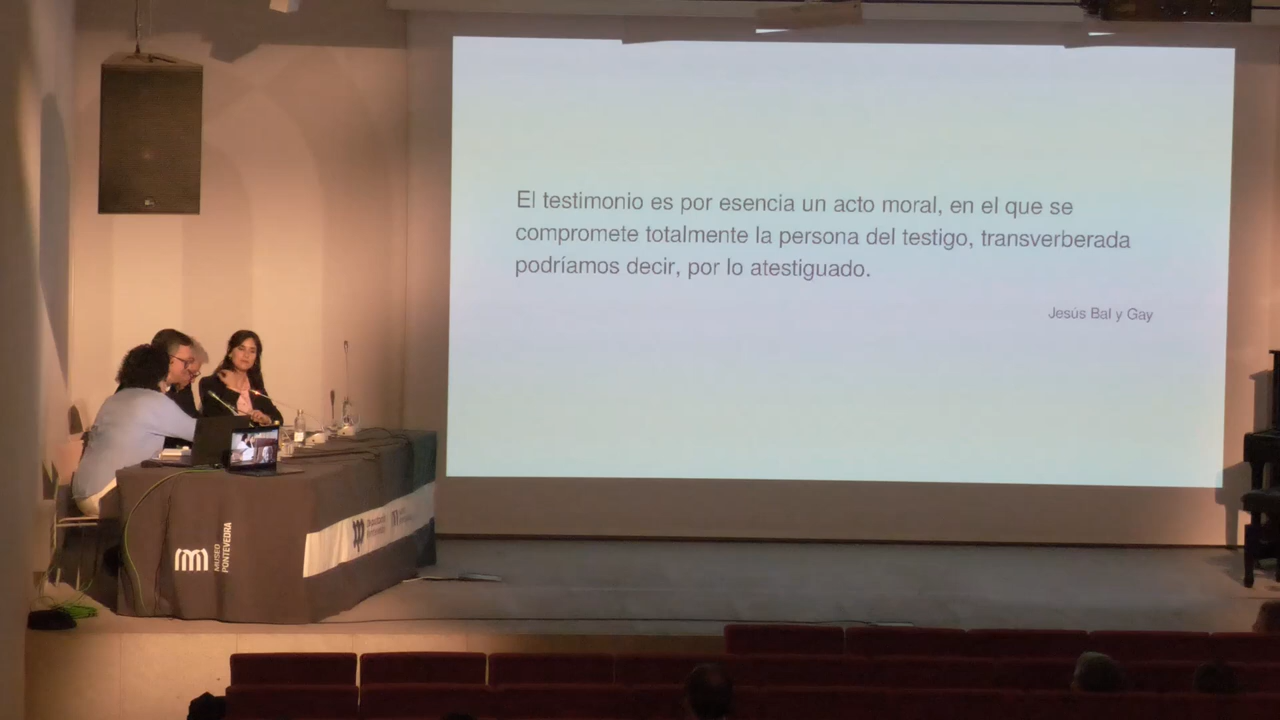 El testimonio es por esencia un acto moral, en el que se
compromete totalmente la persona del testigo, transverberada
podríamos decir, por lo atestiguado.
Jesús Bal y Gay
MUSEO
PONTEVEDRA